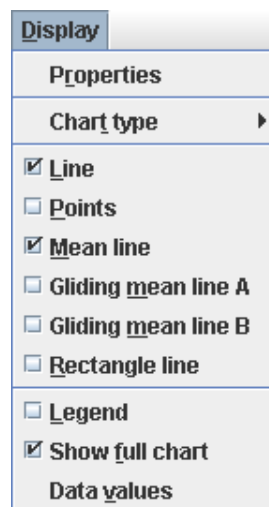 Display
Properties
Chart type
Line
Points
Mean line
Gliding mean line A
Gliding mean line B
Rectangle line
Legend
Show full chart
Data values